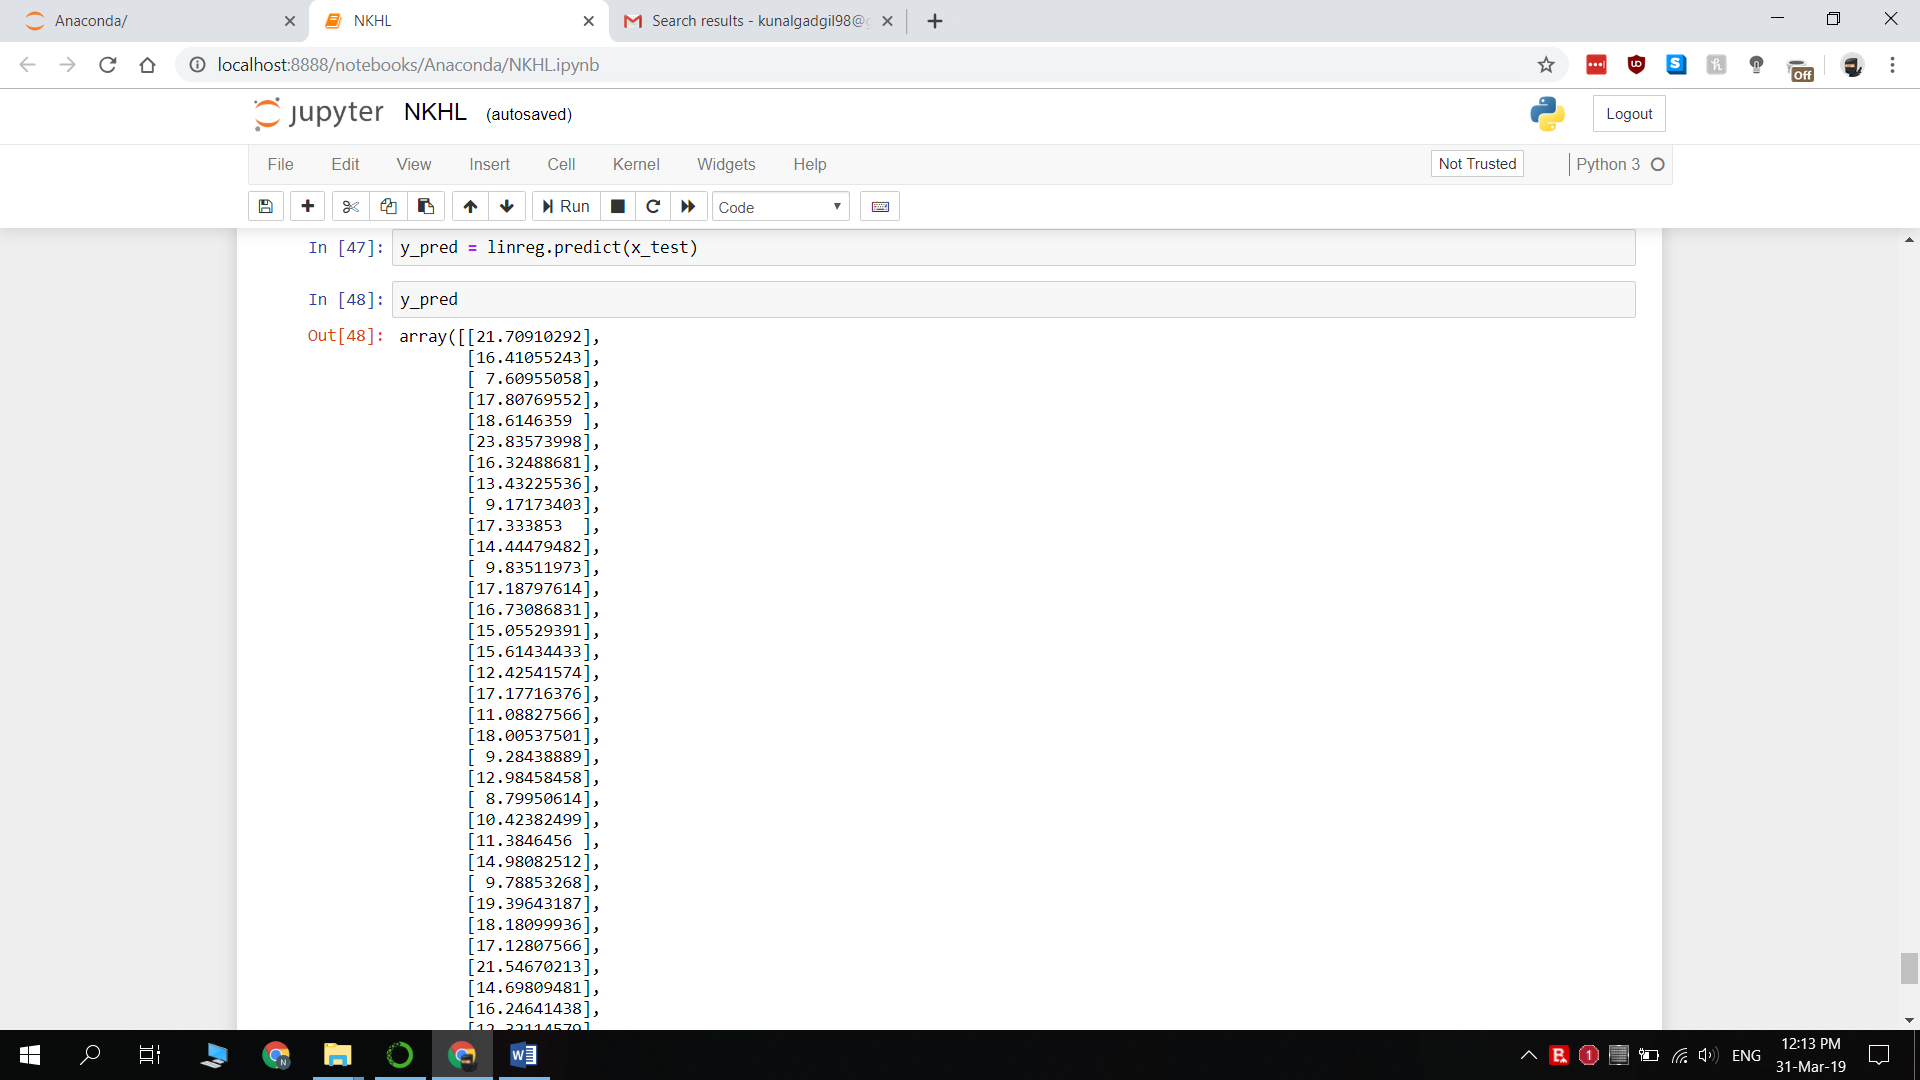 Anaconda/
NKHL
Search results - kunalgadgil98@g
localhost:8888/notebooks/Anaconda/NKHL.ipynb
Off
jupyter NKHL (autosaved)
Logout
File Edit View Insert Cell Kernel Widgets Help
Not Trusted
Python 3
Run
Code
In [47]: y_pred = linreg.predict(x_test)
In [48]: y_pred
Out[48]: array([[21.70910292],
[16.41055243],
[ 7.60955058],
[17.80769552],
[18.6146359 ],
[23.83573998],
[16.32488681],
[13.43225536],
[ 9.17173403],
[17.333853  ],
[14.44479482],
[ 9.83511973],
[17.18797614],
[16.73086831],
[15.05529391],
[15.61434433],
[12.42541574],
[17.17716376],
[11.08827566],
[18.00537501],
[ 9.28438889],
[12.98458458],
[ 8.79950614],
[10.42382499],
[11.3846456 ],
[14.98082512],
[ 9.78853268],
[19.39643187],
[18.18099936],
[17.12807566],
[21.54670213],
[14.69809481],
[16.24641438],
[12.32114579],
ENG
12:13 PM
31-Mar-19